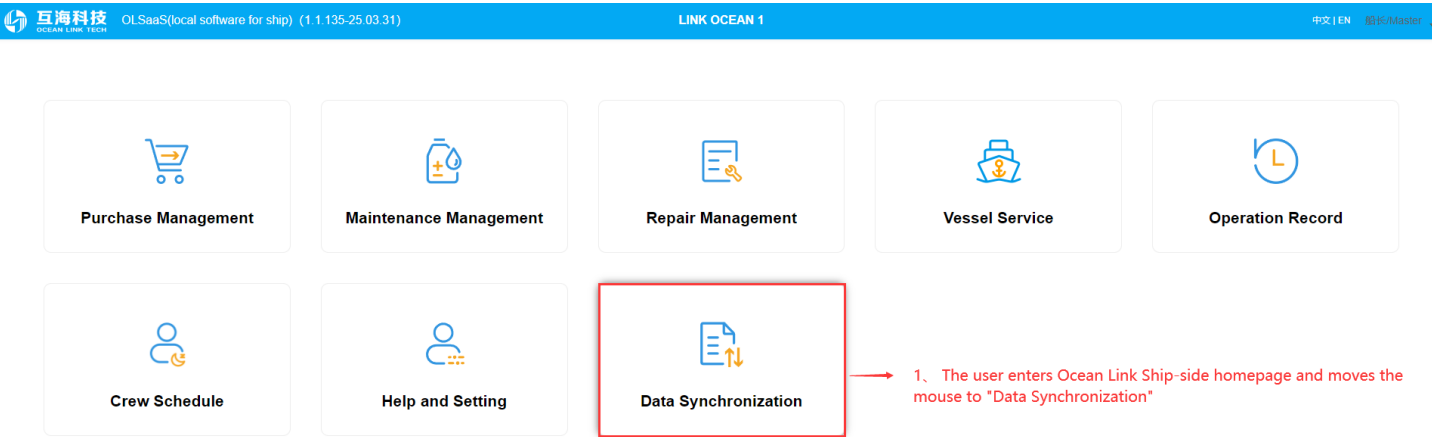 互海科技
OCEAN LINK TECH
OLSaaS(local software for ship) (1.1.135-25.03.31)
LINK OCEAN 1
中文 | EN
船长/Master
Purchase Management
Maintenance Management
Repair Management
Vessel Service
Operation Record
Crew Schedule
Help and Setting
Data Synchronization
1、 The user enters Ocean Link Ship-side homepage and moves the
mouse to "Data Synchronization"